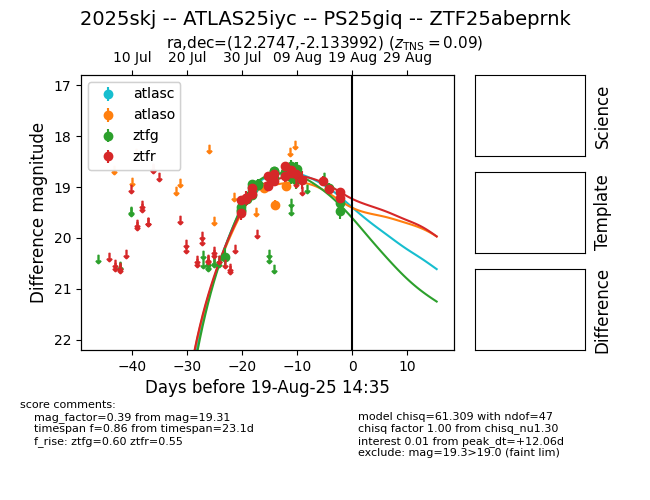 2025skj -- ATLAS25iyc -- PS25giq -- ZTF25abeprnk
ra,dec=(12.2747,-2.133992) (zTNS = 0.09)
10 Jul 20 Jul 30 Jul 09 Aug 19 Aug 29 Aug
atlasc
atlaso
ztfg
ztfr
17
18
19
20
21
22
Difference magnitude
−40 −30 −20 −10 0 10
Days before 19-Aug-25 14:35
Science
Template
Difference
score comments:
mag_factor=0.39 from mag=19.31
timespan f=0.86 from timespan=23.1d
f_rise: ztfg=0.60 ztfr=0.55
model chisq=61.309 with ndof=47
chisq factor 1.00 from chisq_nu1.30
interest 0.01 from peak_dt=+12.06d
exclude: mag=19.3>19.0 (faint lim)